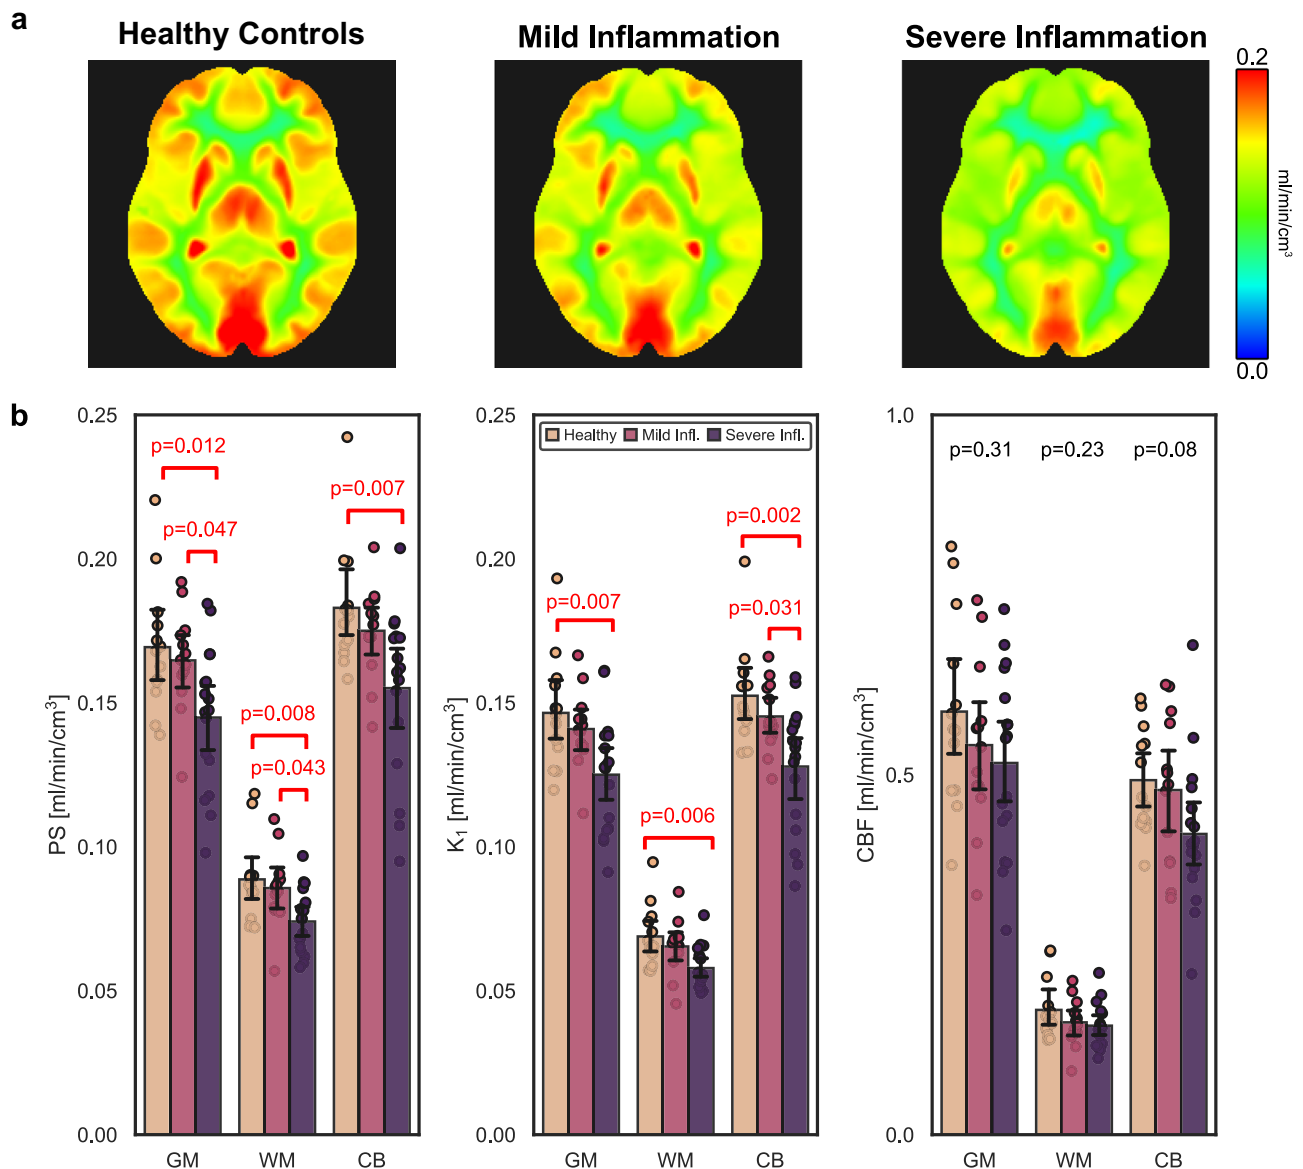 a
Healthy Controls
Mild Inflammation
Severe Inflammation
0.2
ml/min/cm³
0.0
b
PS [ml/min/cm³]
0.25
0.20
0.15
0.10
0.05
0.00
p=0.012
p=0.047
p=0.008
p=0.043
p=0.007
GM
WM
CB
K₁ [ml/min/cm³]
0.25
0.20
0.15
0.10
0.05
0.00
Healthy
Mild Infl.
Severe Infl.
p=0.007
p=0.006
p=0.002
p=0.031
GM
WM
CB
CBF [ml/min/cm³]
1.0
0.5
0.0
p=0.31
p=0.23
p=0.08
GM
WM
CB